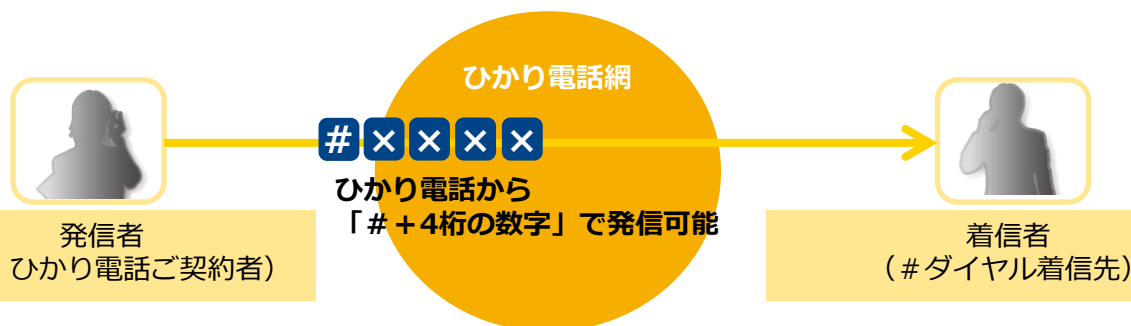 ひかり電話網
#××××
ひかり電話から
「＃＋4桁の数字」で発信可能
発信者
ひかり電話ご契約者）
着信者
（＃ダイヤル着信先）